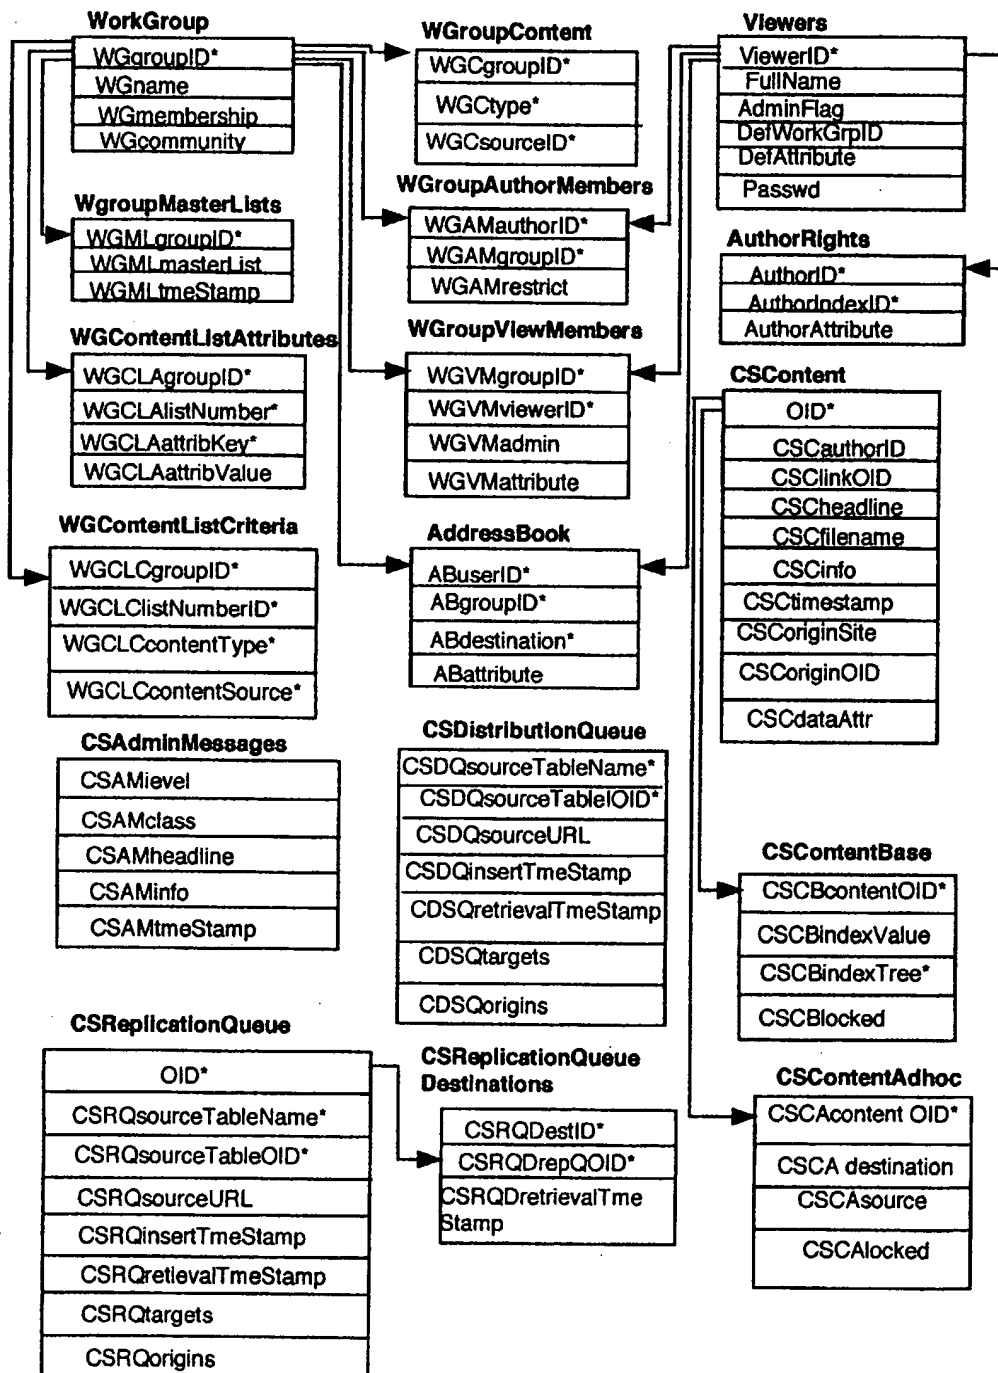 WorkGroup
WGgroupID*
WGname
WGmembership
WGcommunity
WGroupContent
WGCgroupID*
WGCtype*
WGCsourceID*
Viewers
ViewerID*
FullName
AdminFlag
DefWorkGrpID
DefAttribute
Passwd
WgroupMasterLists
WGMLgroupID*
WGMLmasterList
WGMLtmeStamp
WGroupAuthorMembers
WGAMauthorID*
WGAMgroupID*
WGAMrestrict
AuthorRights
AuthorID*
AuthorIndexID*
AuthorAttribute
WGContentListAttributes
WGCLAgroupID*
WGCLAlistNumber*
WGCLAattribKey*
WGCLAattribValue
WGroupViewMembers
WGVMgroupID*
WGVMviewerID*
WGVMadmin
WGVMattribute
CSContent
OID*
CSCauthorID
CSClinkOID
CSCheadline
CSCfilename
CSCinfo
CSCtimestamp
CSCoriginSite
CSCoriginOID
CSCdataAttr
WGContentListCriteria
WGCLCgroupID*
WGCLClistNumberID*
WGCLCcontentType*
WGCLCcontentSource*
AddressBook
ABuserID*
ABgroupID*
ABdestination*
ABattribute
CSAdminMessages
CSAMlevel
CSAMclass
CSAMheadline
CSAMinfo
CSAMtmeStamp
CSDistributionQueue
CSDQsourceTableName*
CSDQsourceTableIOID*
CSDQsourceURL
CSDQinsertTmeStamp
CDSQretrievalTmeStamp
CDSQtargets
CDSQorigins
CSContentBase
CSCBcontentOID*
CSCBindexValue
CSCBindexTree*
CSCBlocked
CSReplicationQueue
OID*
CSRQsourceTableName*
CSRQsourceTableOID*
CSRQsourceURL
CSRQinsertTmeStamp
CSRQretievalTmeStamp
CSRQtargets
CSRQorigins
CSReplicationQueue
Destinations
CSRQDestID*
CSRQDrepQOID*
CSRQDretrievalTme
Stamp
CSContentAdhoc
CSCAcontent OID*
CSCA destination
CSCAsource
CSCAlocked